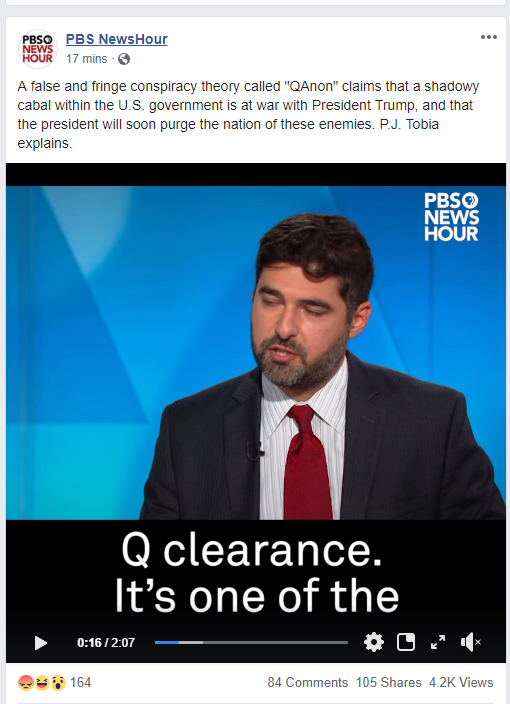 PBS
NEWS
HOUR
PBS NewsHour
17 mins ·
A false and fringe conspiracy theory called "QAnon" claims that a shadowy
cabal within the U.S. government is at war with President Trump, and that
the president will soon purge the nation of these enemies. P.J. Tobia
explains.
PBS
NEWS
HOUR
Q clearance.
It's one of the
0:16 / 2:07
164
84 Comments 105 Shares 4.2K Views